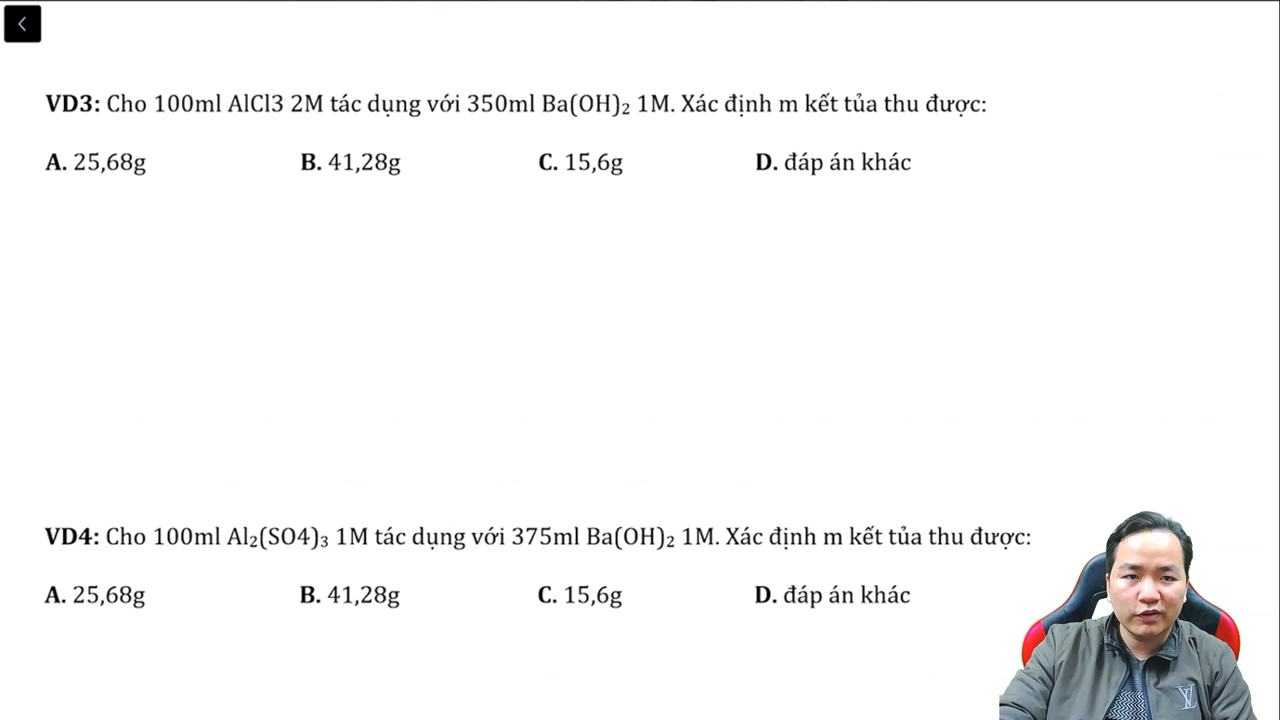 VD3: Cho 100ml AlCl3 2M tác dụng với 350ml Ba(OH)₂ 1M. Xác định m kết tủa thu được:
A. 25,68g B. 41,28g C. 15,6g D. đáp án khác
VD4: Cho 100ml Al₂(SO4)₃ 1M tác dụng với 375ml Ba(OH)₂ 1M. Xác định m kết tủa thu được:
A. 25,68g B. 41,28g C. 15,6g D. đáp án khác